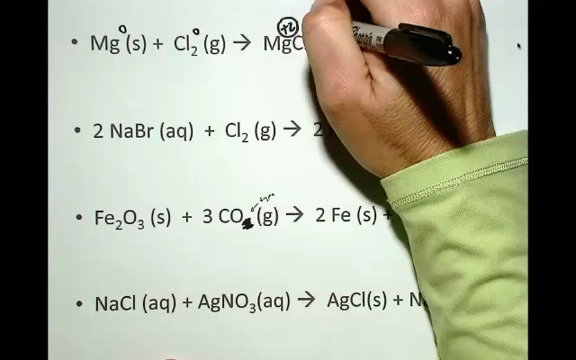 • Mg⁰(s) + Cl₂⁰(g) → MgC
+2
• 2 NaBr (aq) + Cl₂ (g) → 2
• Fe₂O₃ (s) + 3 CO (g) → 2 Fe (s) +
• NaCl (aq) + AgNO₃(aq) → AgCl(s) + N